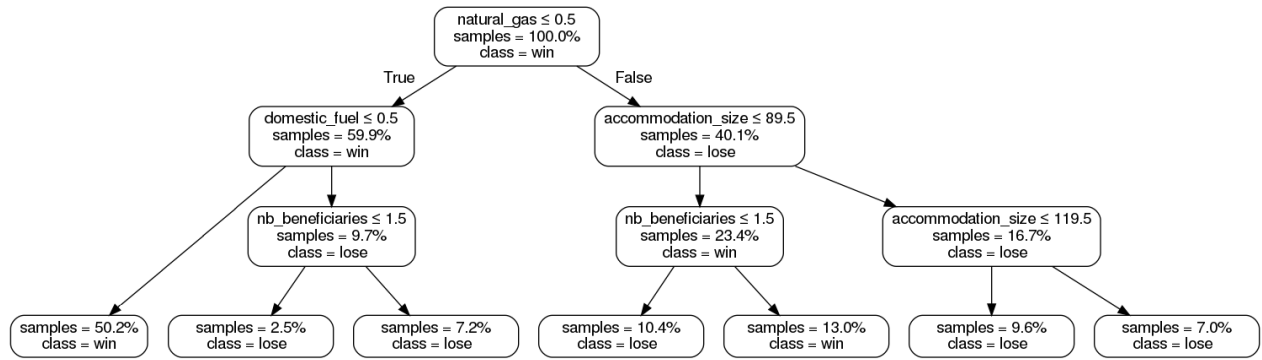 natural_gas ≤ 0.5
samples = 100.0%
class = win
True
False
domestic_fuel ≤ 0.5
samples = 59.9%
class = win
accommodation_size ≤ 89.5
samples = 40.1%
class = lose
nb_beneficiaries ≤ 1.5
samples = 9.7%
class = lose
nb_beneficiaries ≤ 1.5
samples = 23.4%
class = win
accommodation_size ≤ 119.5
samples = 16.7%
class = lose
samples = 50.2%
class = win
samples = 2.5%
class = lose
samples = 7.2%
class = lose
samples = 10.4%
class = lose
samples = 13.0%
class = win
samples = 9.6%
class = lose
samples = 7.0%
class = lose